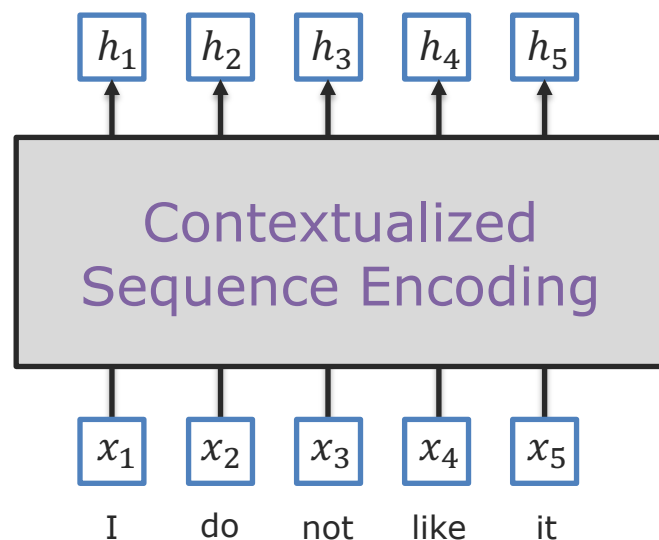 h₁ h₂ h₃ h₄ h₅
Contextualized
Sequence Encoding
x₁ x₂ x₃ x₄ x₅
I do not like it